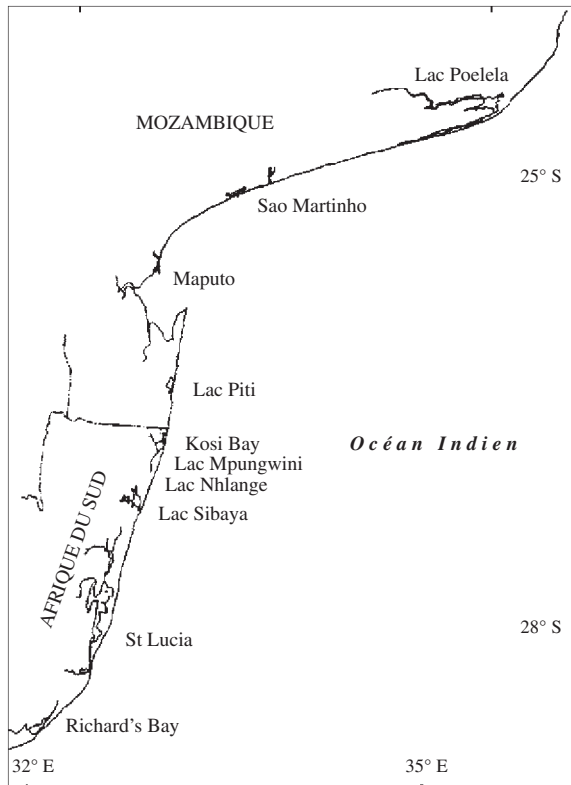 Lac Poelela
MOZAMBIQUE
25° S
Sao Martinho
Maputo
Lac Piti
Kosi Bay
Océan Indien
Lac Mpungwini
Lac Nhlange
Lac Sibaya
AFRIQUE DU SUD
St Lucia
28° S
Richard's Bay
32° E
35° E